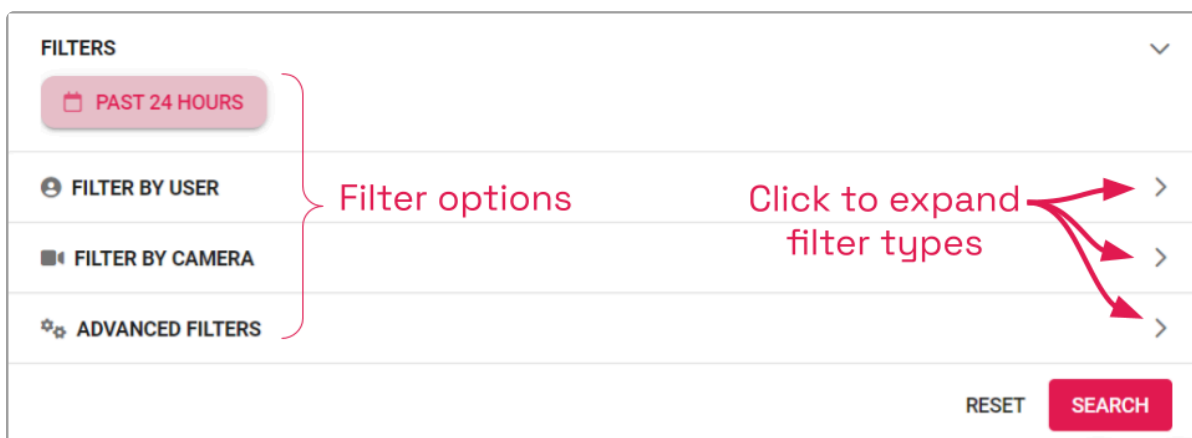 FILTERS
PAST 24 HOURS
FILTER BY USER
Filter options
Click to expand
filter types
FILTER BY CAMERA
ADVANCED FILTERS
RESET
SEARCH